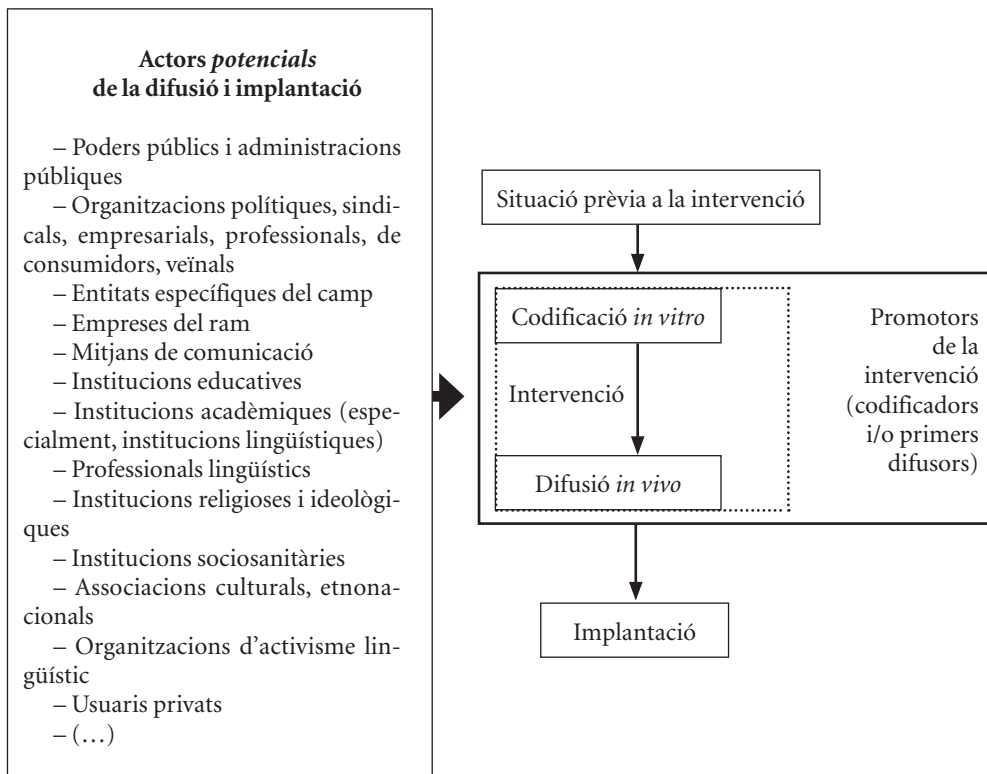 Actors potencials
de la difusió i implantació
– Poders públics i administracions
públiques
– Organitzacions polítiques, sindi-
cals, empresarials, professionals, de
consumidors, veïnals
– Entitats específiques del camp
– Empreses del ram
– Mitjans de comunicació
– Institucions educatives
– Institucions acadèmiques (espe-
cialment, institucions lingüístiques)
– Professionals lingüístics
– Institucions religioses i ideològi-
ques
– Institucions sociosanitàries
– Associacions culturals, etnona-
cionals
– Organitzacions d’activisme lin-
güístic
– Usuaris privats
– (…)
Situació prèvia a la intervenció
Codificació in vitro
Intervenció
Difusió in vivo
Promotors
de la
intervenció
(codificadors
i/o primers
difusors)
Implantació